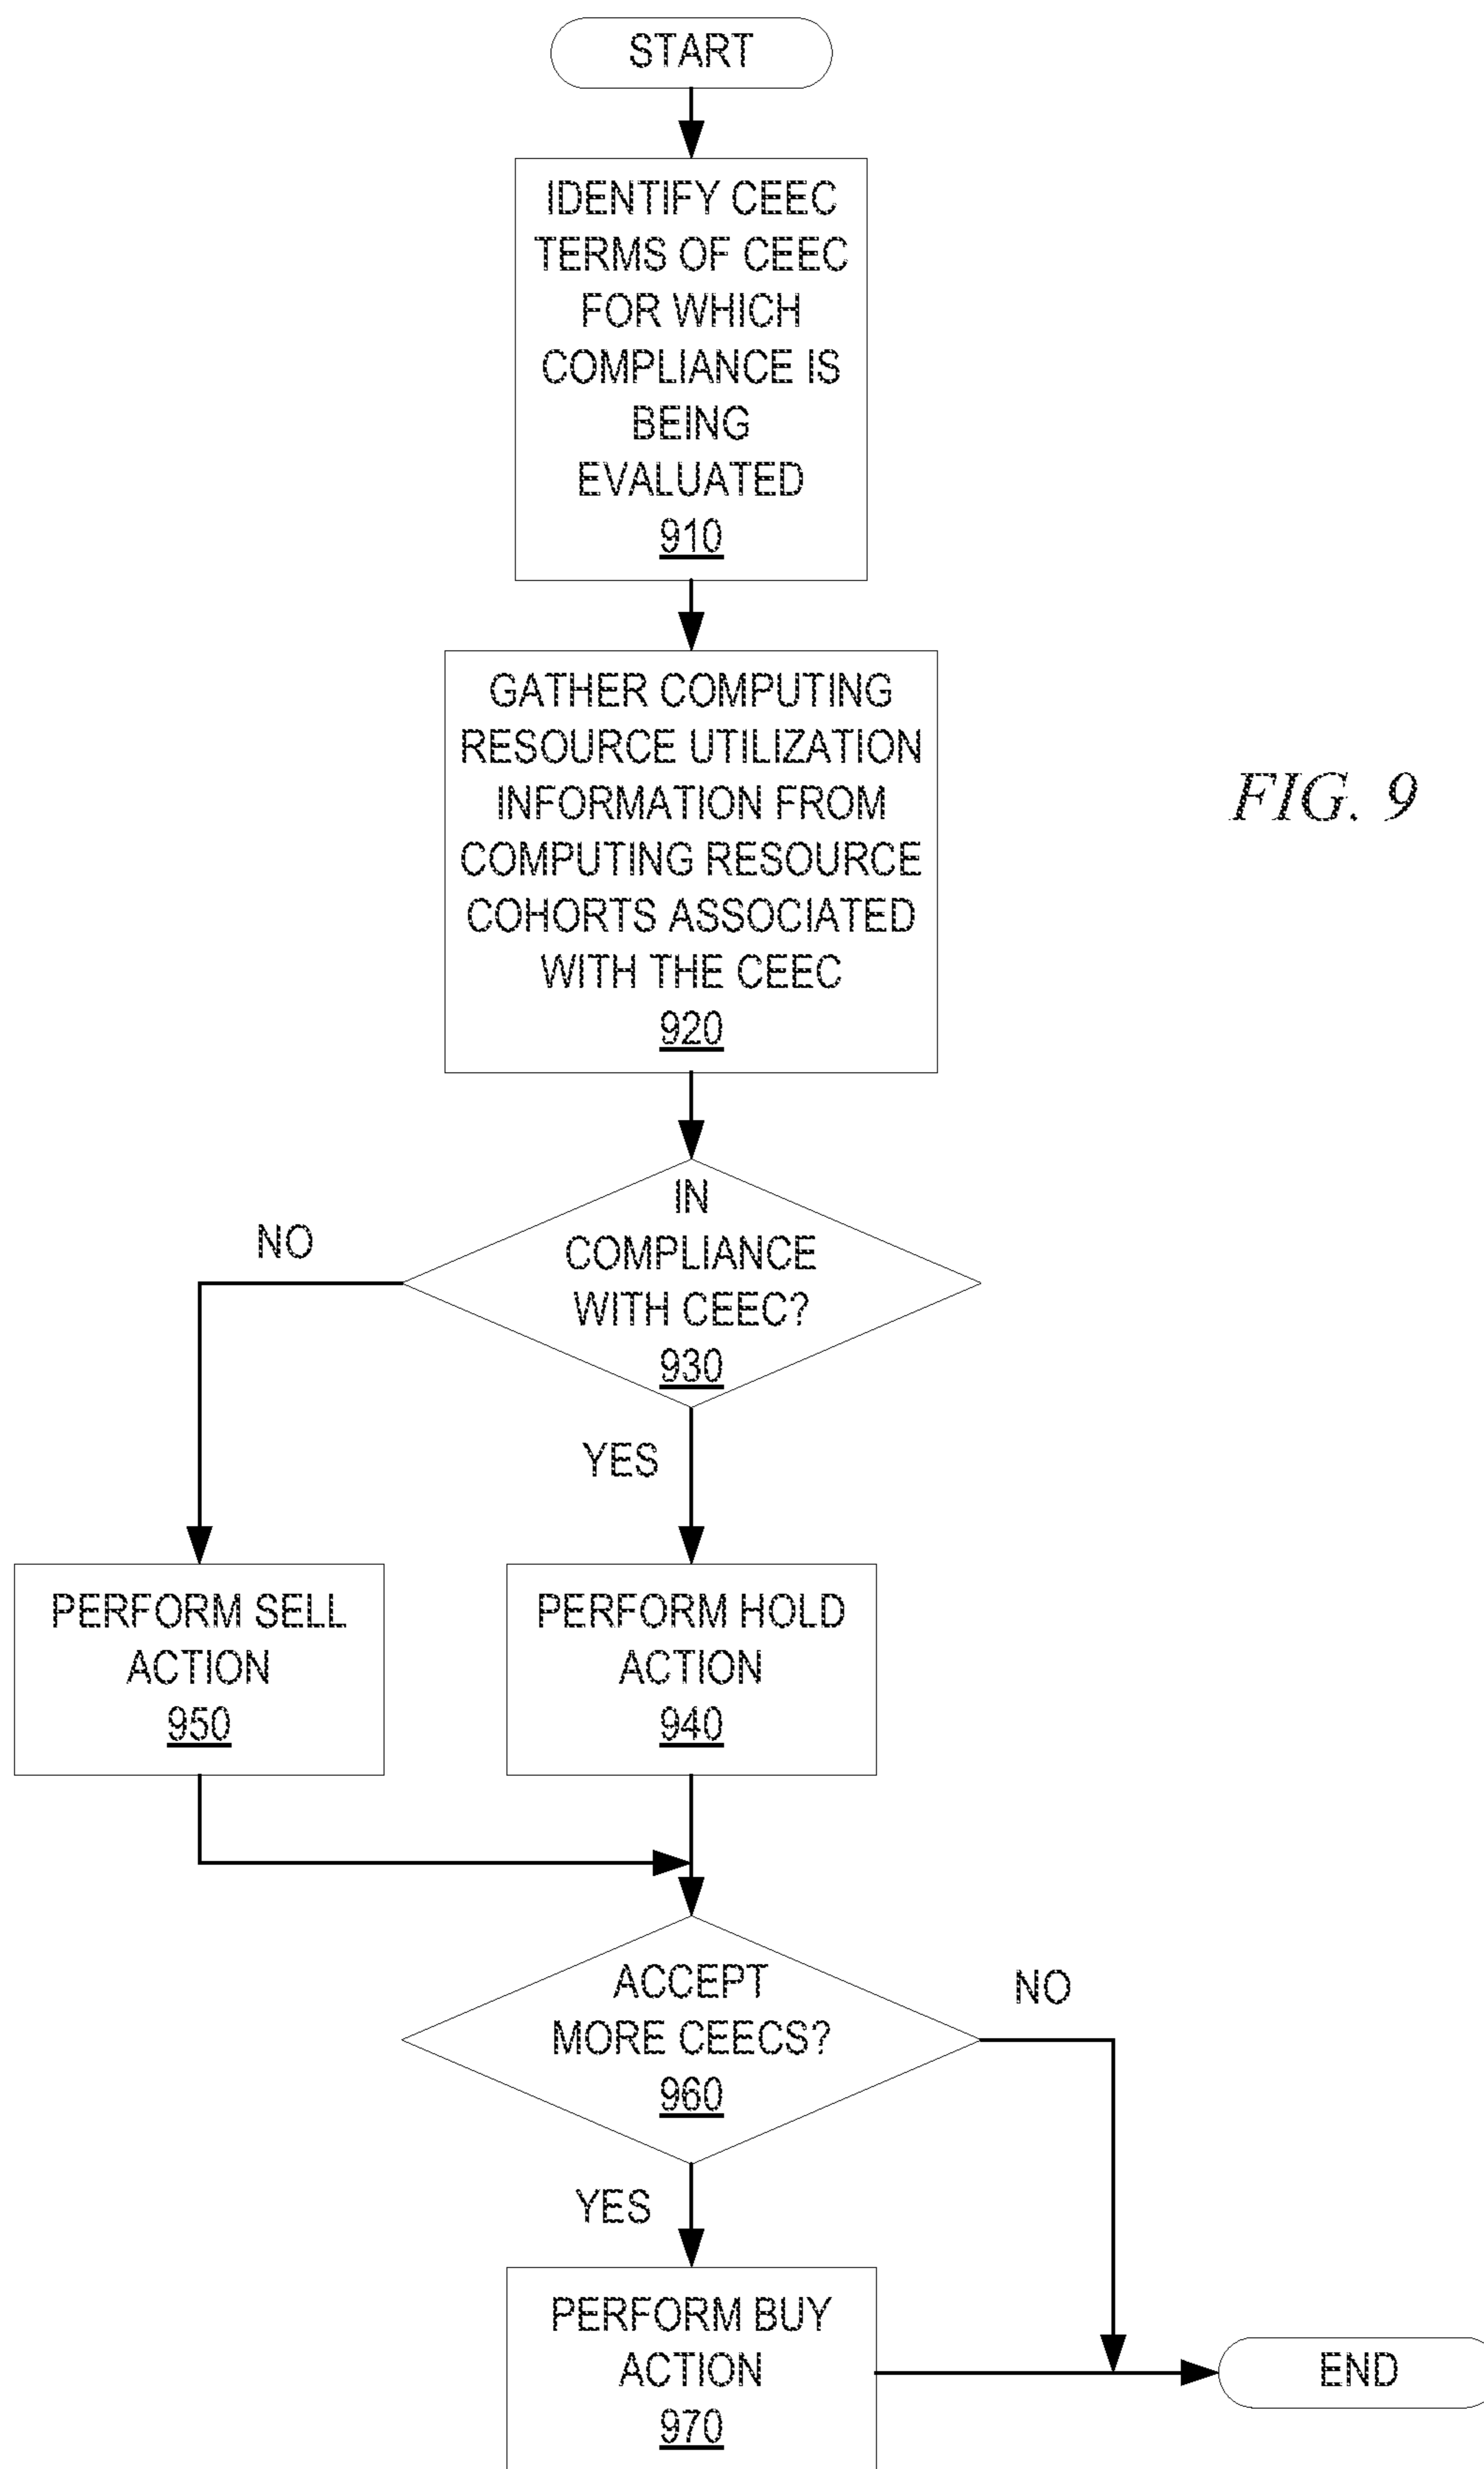 START
IDENTIFY CEEC
TERMS OF CEEC
FOR WHICH
COMPLIANCE IS
BEING
EVALUATED
910
GATHER COMPUTING
RESOURCE UTILIZATION
INFORMATION FROM
COMPUTING RESOURCE
COHORTS ASSOCIATED
WITH THE CEEC
920
FIG. 9
IN
COMPLIANCE
WITH CEEC?
930
NO
YES
PERFORM SELL
ACTION
950
PERFORM HOLD
ACTION
940
ACCEPT
MORE CEECS?
960
NO
YES
PERFORM BUY
ACTION
970
END